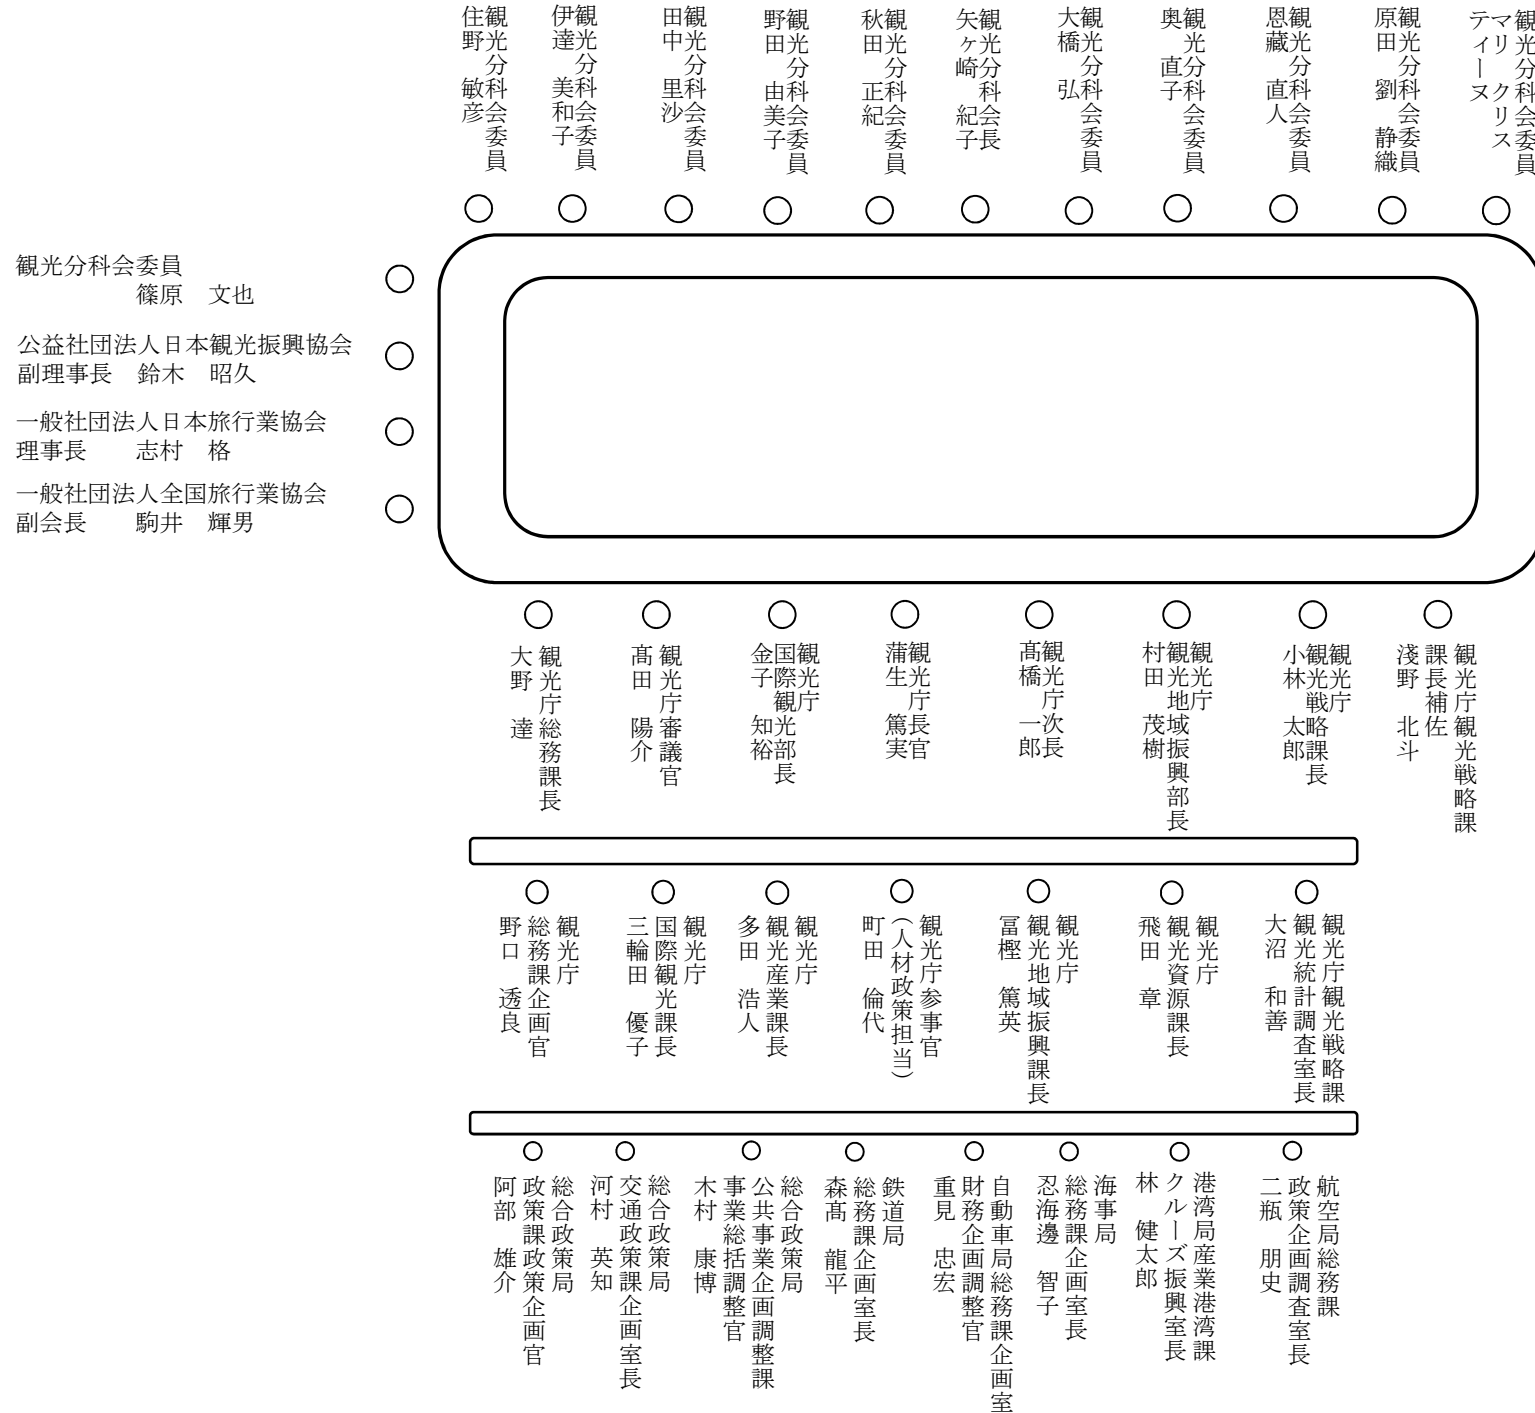 観光分科会委員
住野　敏彦
観光分科会委員
伊達　美和子
観光分科会委員
田中　里沙
観光分科会委員
野田　由美子
観光分科会委員
秋田　正紀
観光分科会長
矢ヶ崎　紀子
観光分科会委員
大橋　弘
観光分科会委員
奥　直子
観光分科会委員
恩藏　直人
観光分科会委員
原田　劉　静織
観光分科会委員
マリ　クリス
ティーヌ
観光分科会委員
篠原　文也
公益社団法人日本観光振興協会
副理事長　鈴木　昭久
一般社団法人日本旅行業協会
理事長　志村　格
一般社団法人全国旅行業協会
副会長　駒井　輝男
観光庁総務課長
大野　達
観光庁審議官
髙田　陽介
観光庁
国際観光部長
金子　知裕
観光庁長官
蒲生　篤実
観光庁次長
髙橋　一郎
観光庁
観光地域振興部長
村田　茂樹
観光庁
観光戦略課長
小林　太郎
観光庁観光戦略課
課長補佐
淺野　北斗
観光庁
総務課企画官
野口　透良
観光庁
国際観光課長
三輪田　優子
観光庁
観光産業課長
多田　浩人
観光庁参事官
（人材政策担当）
町田　倫代
観光庁
観光地域振興課長
冨樫　篤英
観光庁
観光資源課長
飛田　章
観光庁観光戦略課
観光統計調査室長
大沼　和善
総合政策局
政策課政策企画官
阿部　雄介
総合政策局
交通政策課企画室長
河村　英知
総合政策局
公共事業企画調整課
事業総括調整官
木村　康博
鉄道局
総務課企画室長
森髙　龍平
自動車局総務課企画室
財務企画調整官
重見　忠宏
海事局
総務課企画室長
忍海邊　智子
港湾局産業港湾課
クルーズ振興室長
林　健太郎
航空局総務課
政策企画調査室長
二瓶　朋史